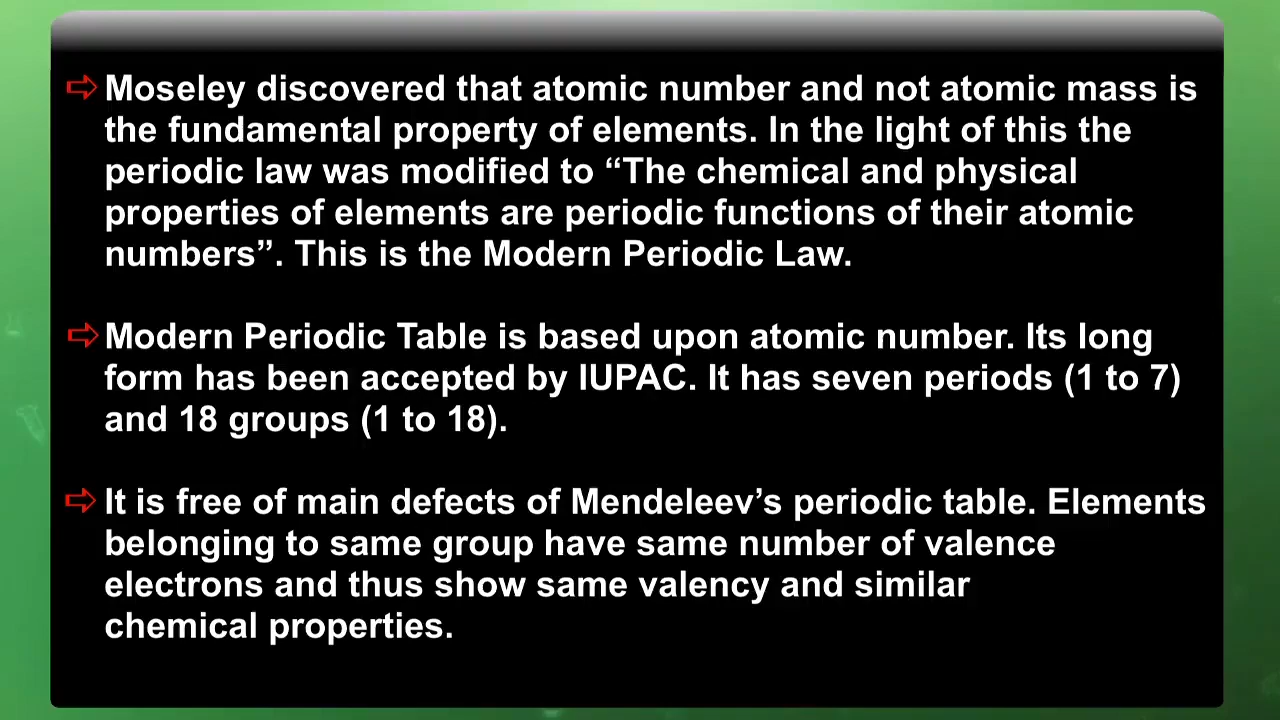 ⇨ Moseley discovered that atomic number and not atomic mass is
the fundamental property of elements. In the light of this the
periodic law was modified to “The chemical and physical
properties of elements are periodic functions of their atomic
numbers”. This is the Modern Periodic Law.
⇨ Modern Periodic Table is based upon atomic number. Its long
form has been accepted by IUPAC. It has seven periods (1 to 7)
and 18 groups (1 to 18).
⇨ It is free of main defects of Mendeleev’s periodic table. Elements
belonging to same group have same number of valence
electrons and thus show same valency and similar
chemical properties.